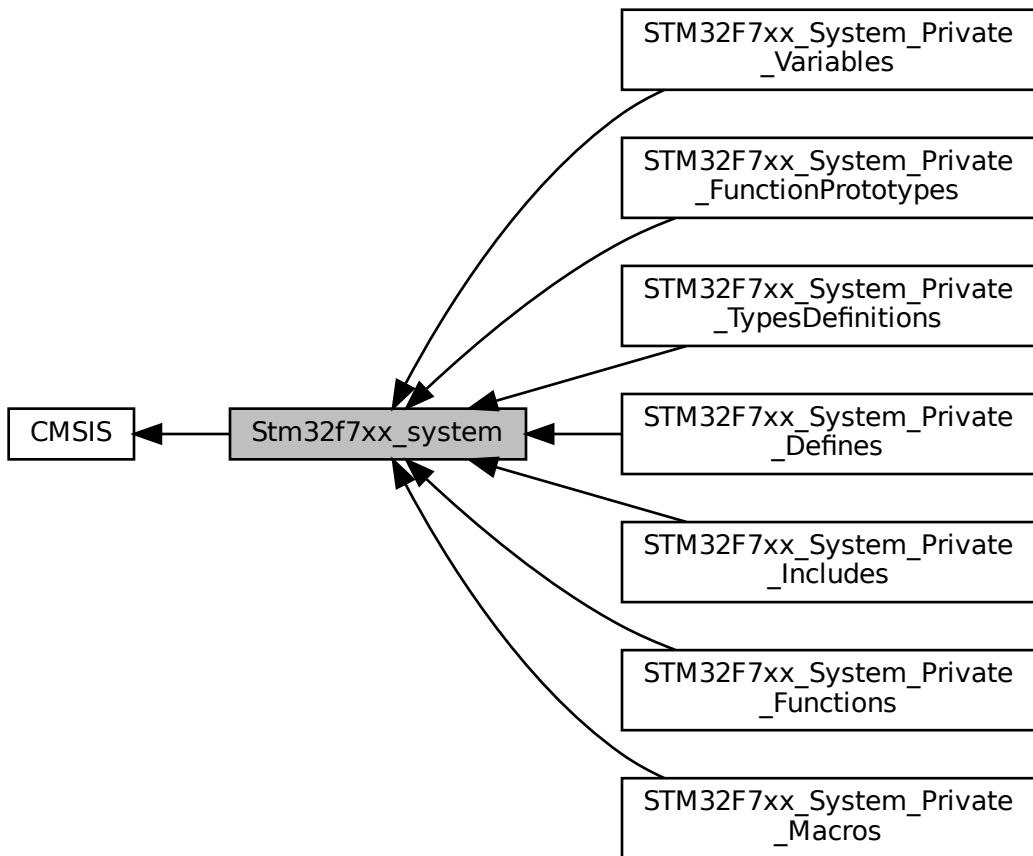 STM32F7xx_System_Private
_Variables
STM32F7xx_System_Private
_FunctionPrototypes
STM32F7xx_System_Private
_TypesDefinitions
CMSIS
Stm32f7xx_system
STM32F7xx_System_Private
_Defines
STM32F7xx_System_Private
_Includes
STM32F7xx_System_Private
_Functions
STM32F7xx_System_Private
_Macros